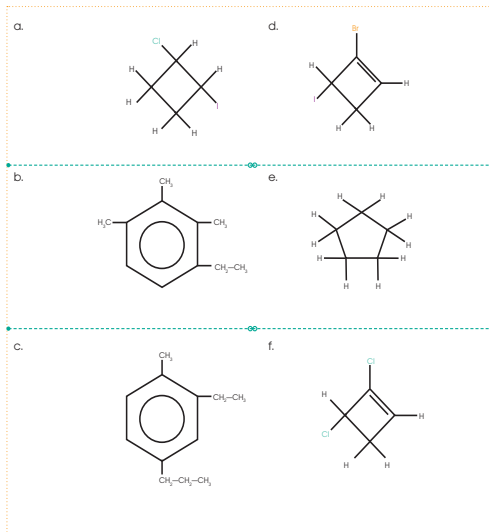 a.
Cl H
H H
H I
H H
d.
Br
H
H
I
H H
b.
CH3
H3C CH3
CH2–CH3
e.
H H
H H
H H
H H
H H
c.
CH3
CH2–CH3
CH2–CH2–CH3
f.
Cl
H
H
Cl
H H